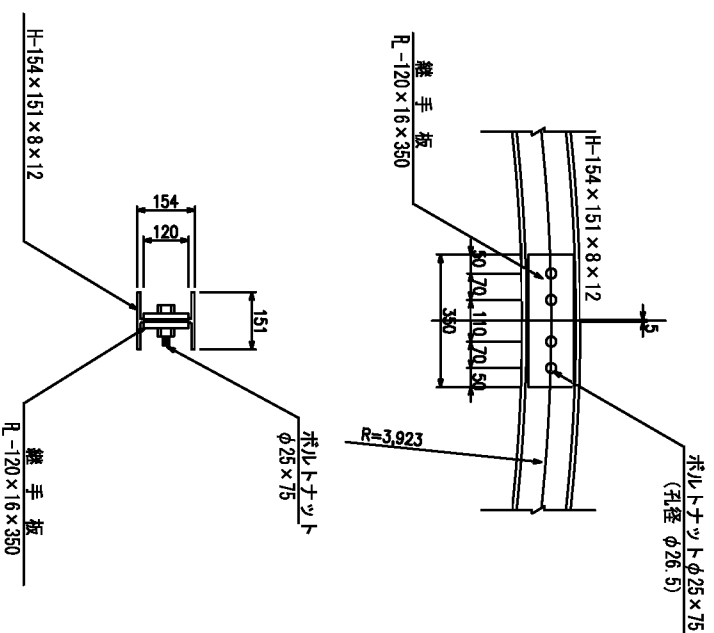 継 手 板
PL-120×16×350
H-154×151×8×12
5
50
70
110
70
50
350
ボルトナットφ25×75
(孔径 φ26.5)
R=3,923
H-154×151×8×12
154
120
151
ボルトナット
φ25×75
継 手 板
PL-120×16×350